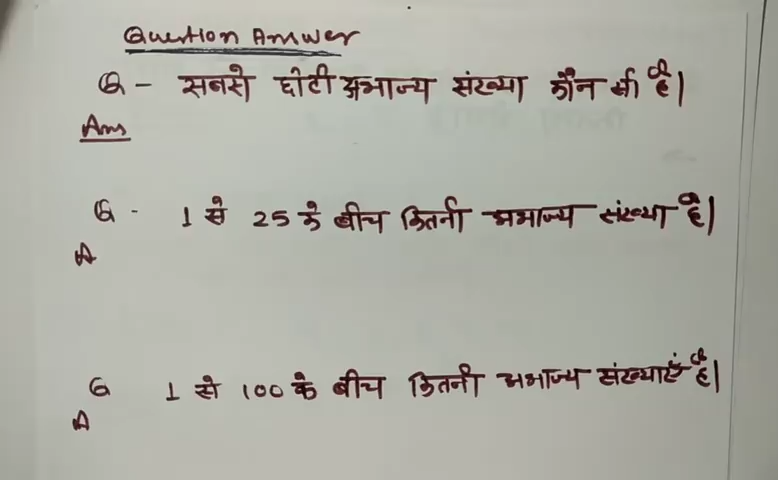 Question Answer
Q - सबसे छोटी अभाज्य संख्या कौन सी है।
Ans
Q - 1 से 25 के बीच कितनी अभाज्य संख्या है।
A
Q 1 से 100 के बीच कितनी अभाज्य संख्याएं है।
A